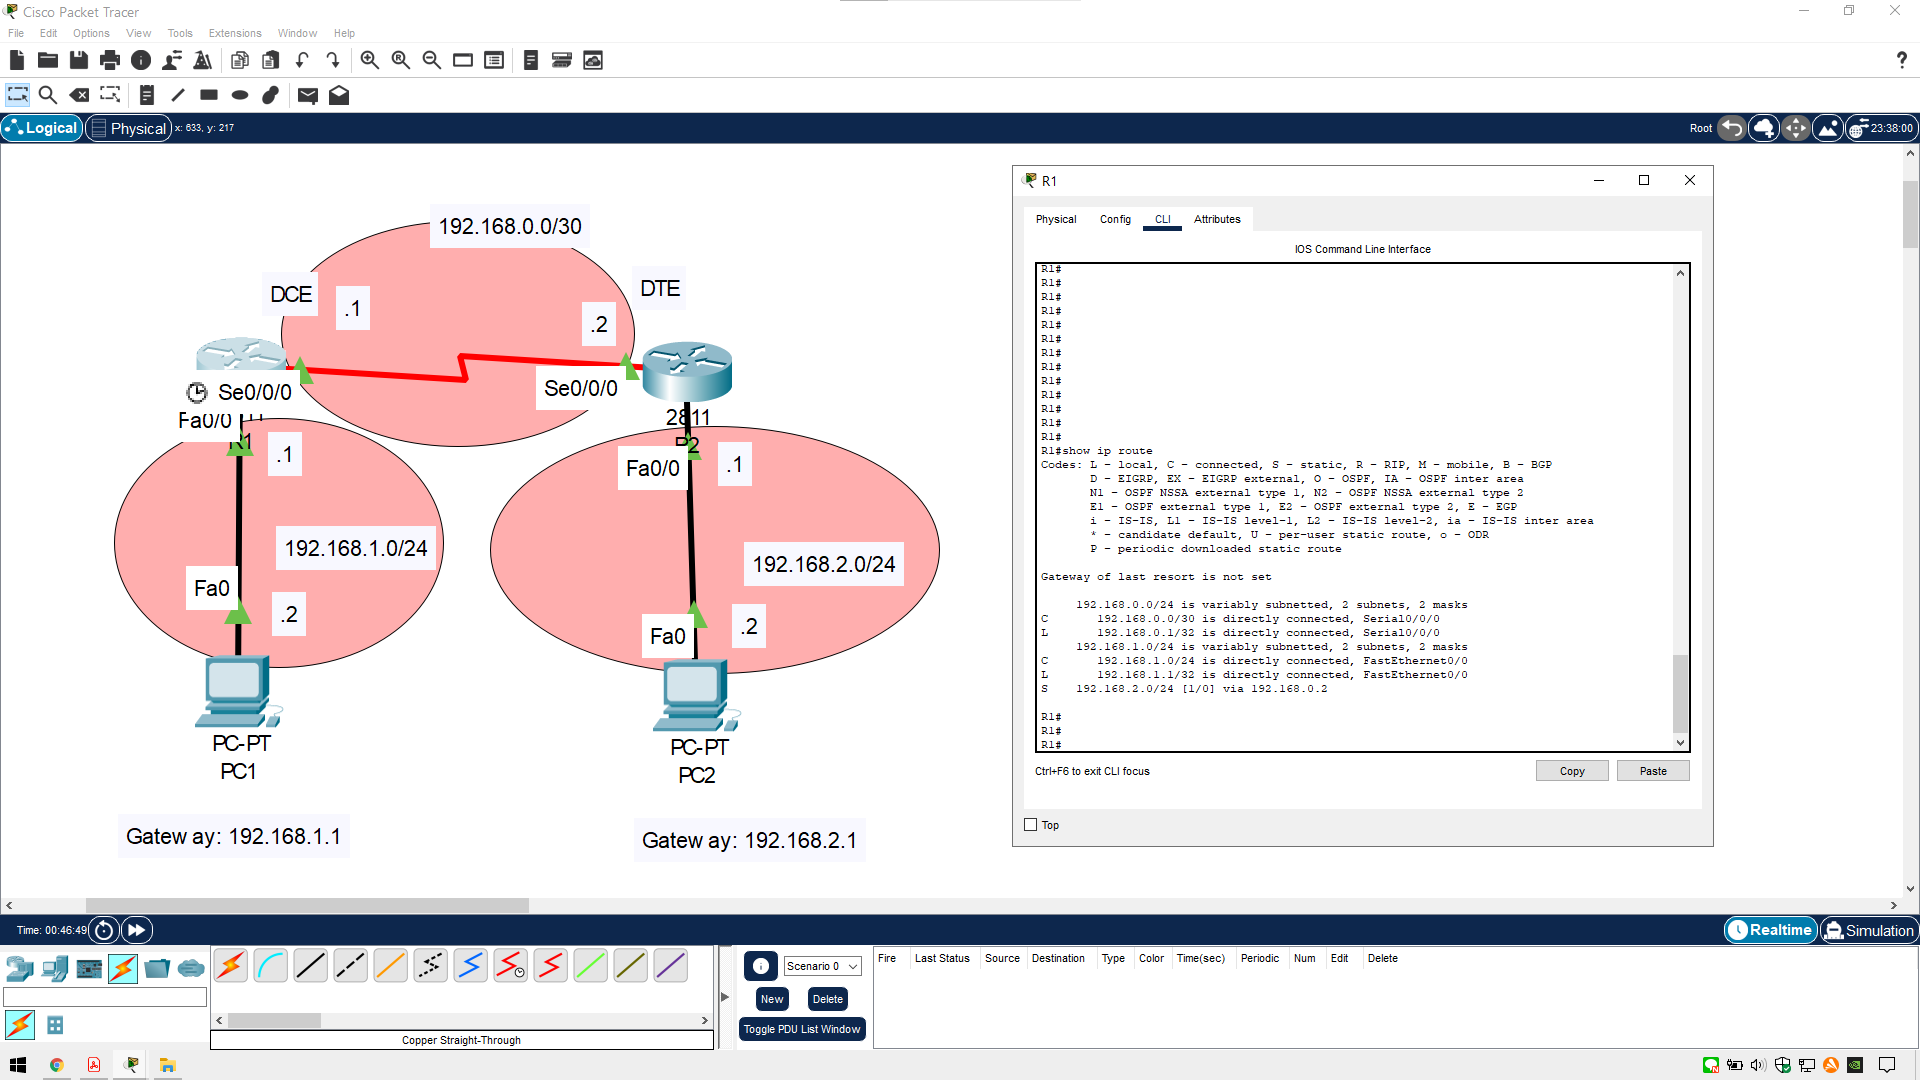 Cisco Packet Tracer
File Edit Options View Tools Extensions Window Help
Logical Physical x: 633, y: 217 Root 23:38:00
192.168.0.0/30
DCE
.1
DTE
.2
Se0/0/0
Se0/0/0
Fa0/0
R1
.1
2811
R2
Fa0/0
.1
192.168.1.0/24
192.168.2.0/24
Fa0
.2
Fa0
.2
PC-PT
PC1
PC-PT
PC2
Gatew ay: 192.168.1.1
Gatew ay: 192.168.2.1
R1
Physical Config CLI Attributes
IOS Command Line Interface
R1#
R1#
R1#
R1#
R1#
R1#
R1#
R1#
R1#
R1#
R1#
R1#
R1#
R1#show ip route
Codes: L - local, C - connected, S - static, R - RIP, M - mobile, B - BGP
D - EIGRP, EX - EIGRP external, O - OSPF, IA - OSPF inter area
N1 - OSPF NSSA external type 1, N2 - OSPF NSSA external type 2
E1 - OSPF external type 1, E2 - OSPF external type 2, E - EGP
i - IS-IS, L1 - IS-IS level-1, L2 - IS-IS level-2, ia - IS-IS inter area
* - candidate default, U - per-user static route, o - ODR
P - periodic downloaded static route
Gateway of last resort is not set
192.168.0.0/24 is variably subnetted, 2 subnets, 2 masks
C 192.168.0.0/30 is directly connected, Serial0/0/0
L 192.168.0.1/32 is directly connected, Serial0/0/0
192.168.1.0/24 is variably subnetted, 2 subnets, 2 masks
C 192.168.1.0/24 is directly connected, FastEthernet0/0
L 192.168.1.1/32 is directly connected, FastEthernet0/0
S 192.168.2.0/24 [1/0] via 192.168.0.2
R1#
R1#
R1#
Ctrl+F6 to exit CLI focus Copy Paste
Top
Time: 00:46:49 Realtime Simulation
Scenario 0
New Delete
Toggle PDU List Window
Fire Last Status Source Destination Type Color Time(sec) Periodic Num Edit Delete
Copper Straight-Through